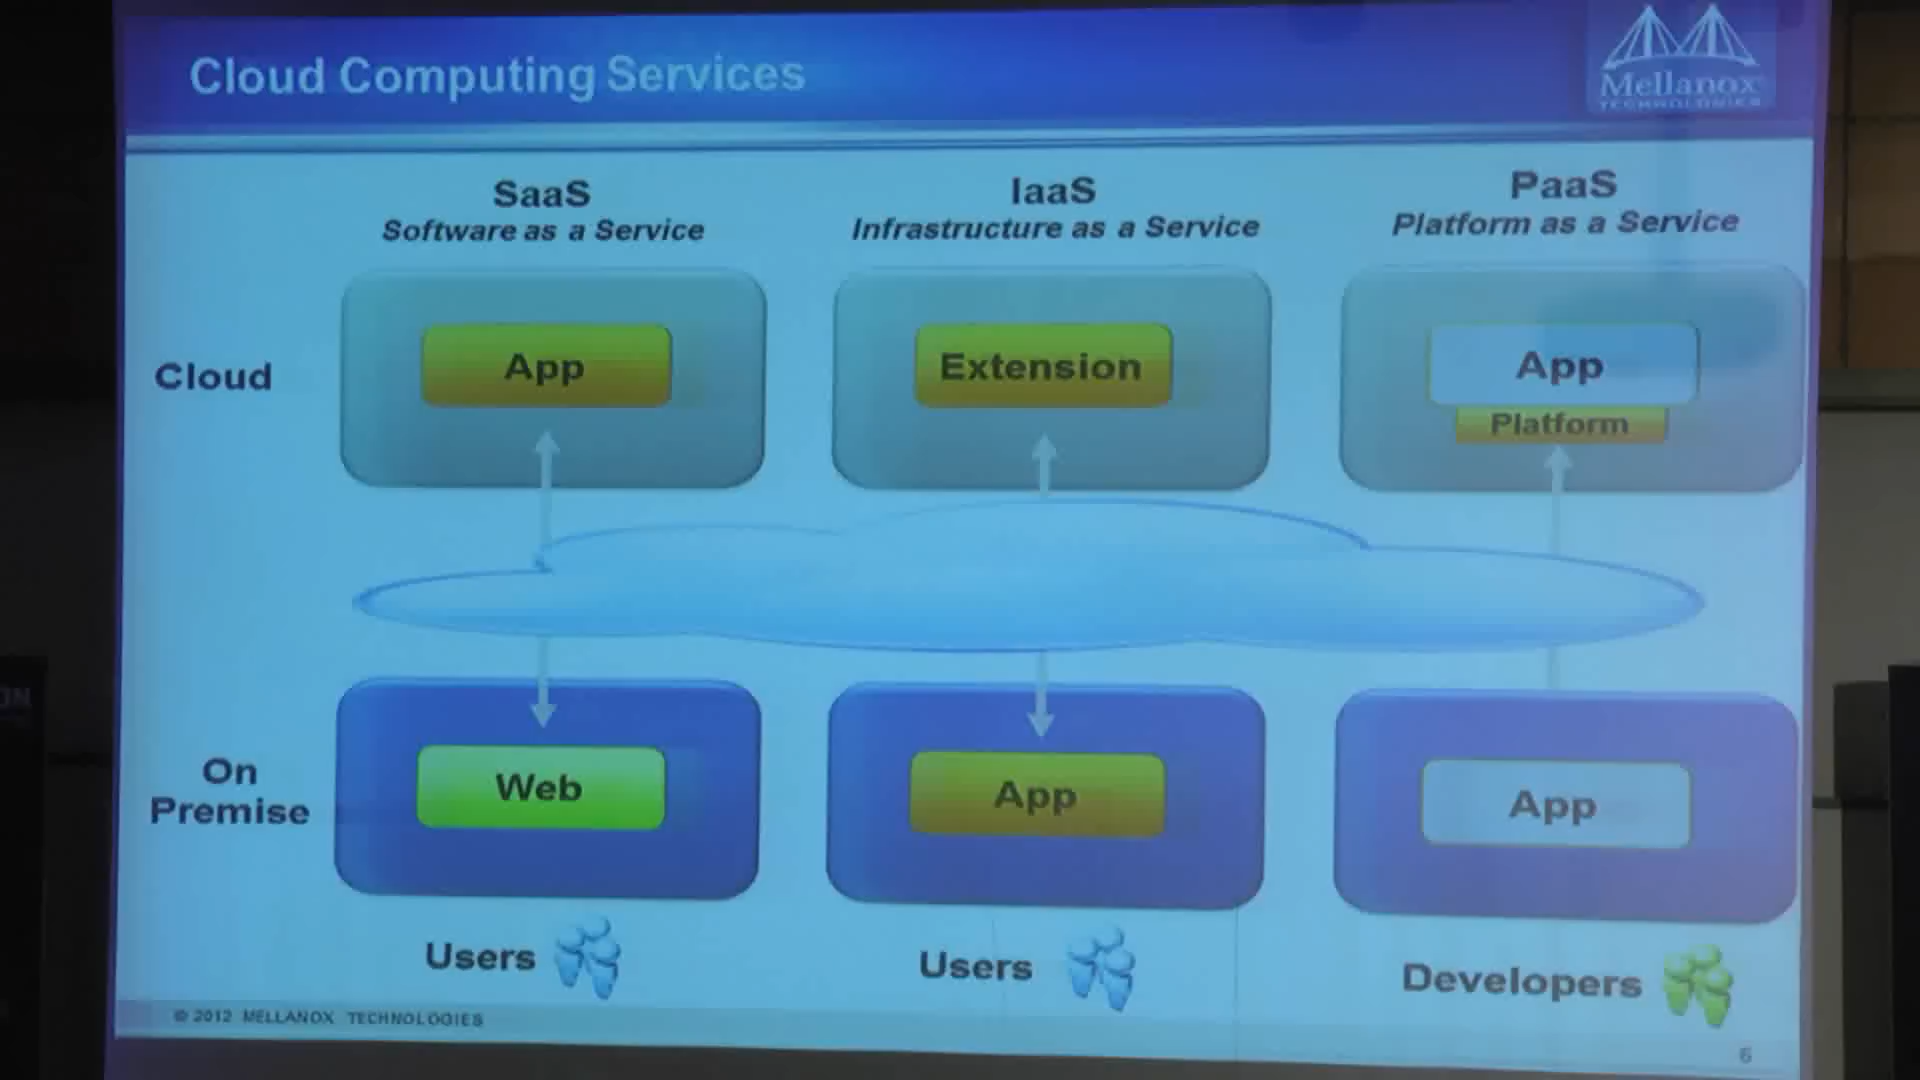 Cloud Computing Services
Mellanox
TECHNOLOGIES
SaaS
Software as a Service
IaaS
Infrastructure as a Service
PaaS
Platform as a Service
Cloud
App
Extension
App
Platform
On
Premise
Web
App
App
Users
Users
Developers
© 2012 MELLANOX TECHNOLOGIES
6
ON